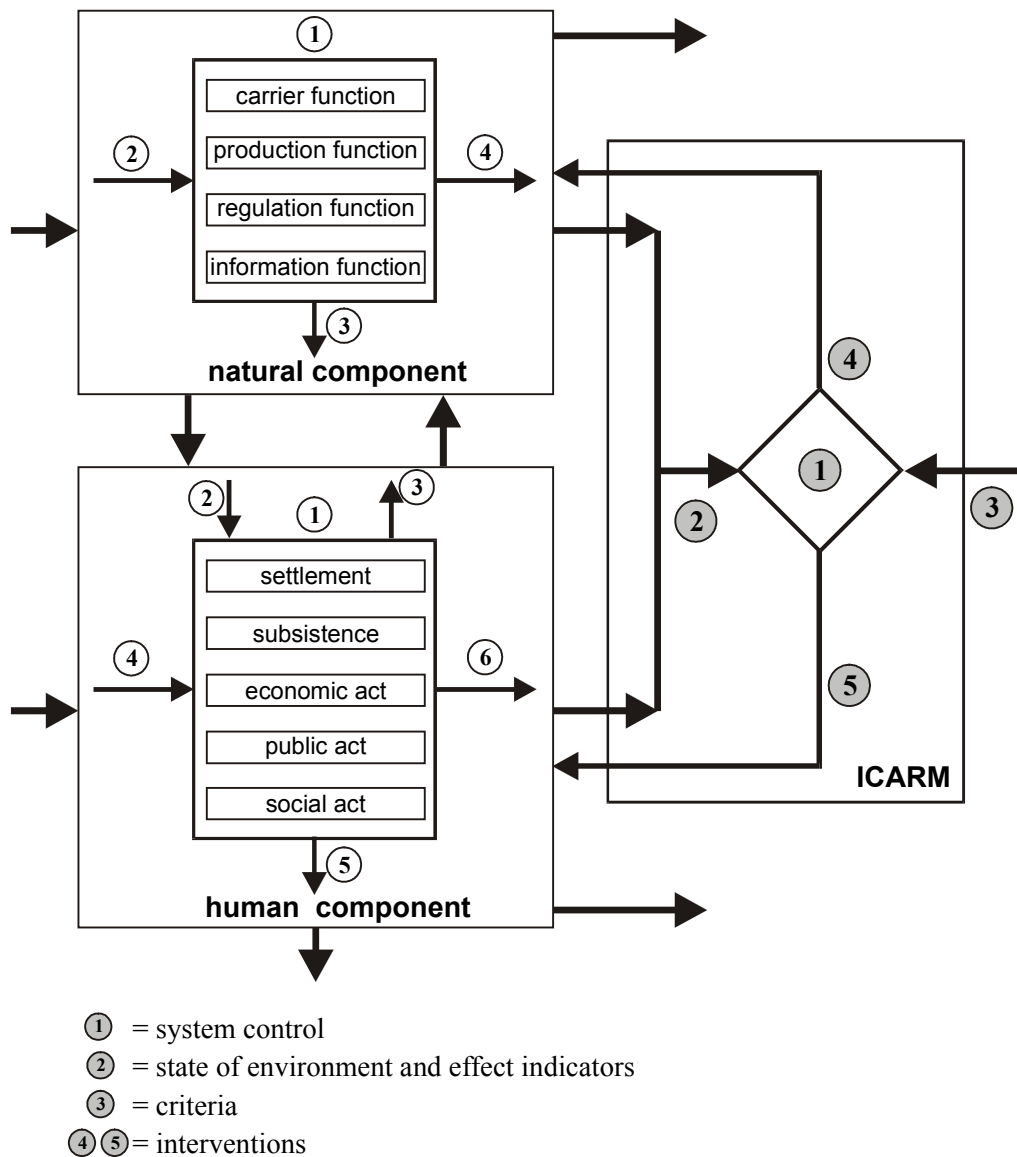 1
carrier function
2
production function
4
regulation function
information function
3
natural component
4
1
2
3
2
3
1
settlement
subsistence
4
6
economic act
5
public act
ICARM
social act
5
human component
1 = system control
2 = state of environment and effect indicators
3 = criteria
4 5 = interventions